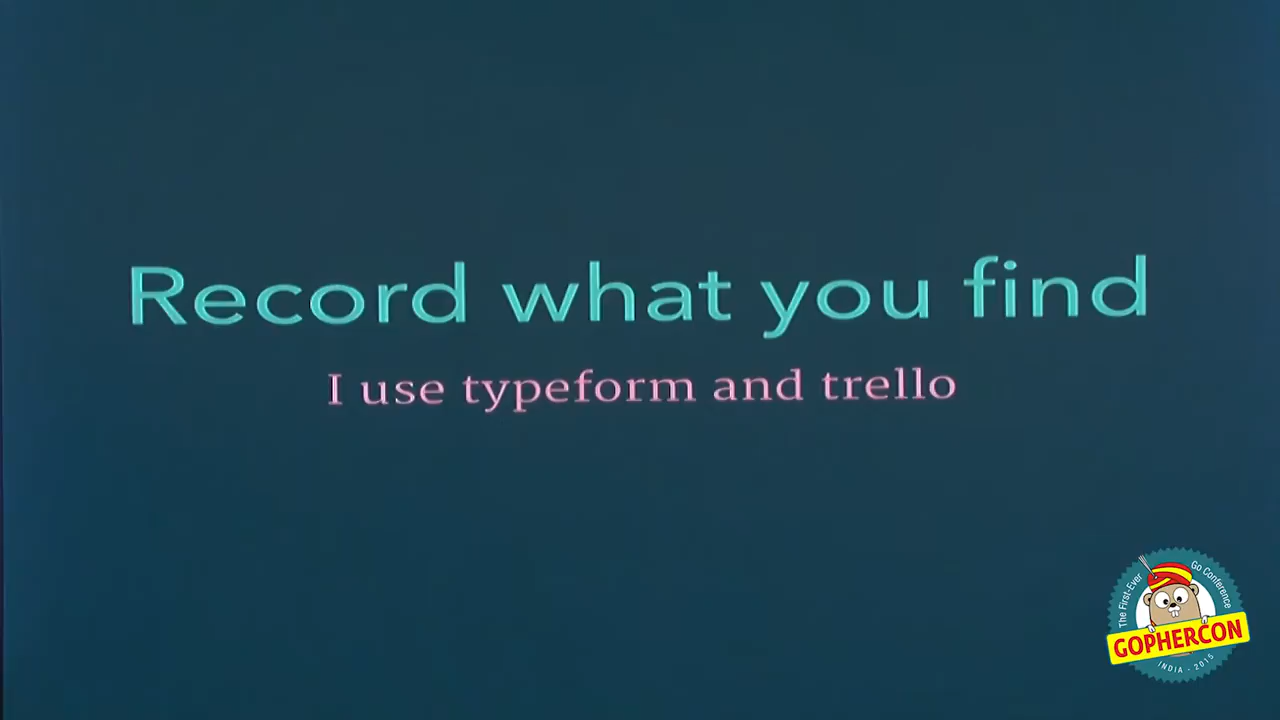 Record what you find
I use typeform and trello
The First-Ever Go Conference
GOPHERCON
INDIA - 2015